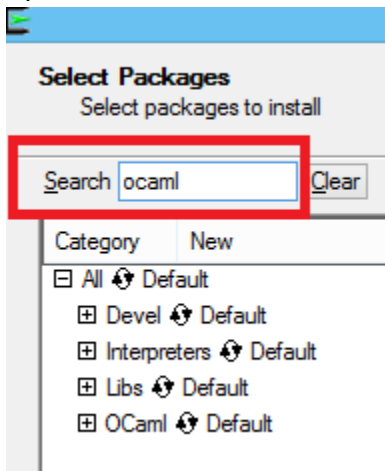 Select Packages
Select packages to install
Search ocaml Clear
Category New
All Default
Devel Default
Interpreters Default
Libs Default
OCaml Default